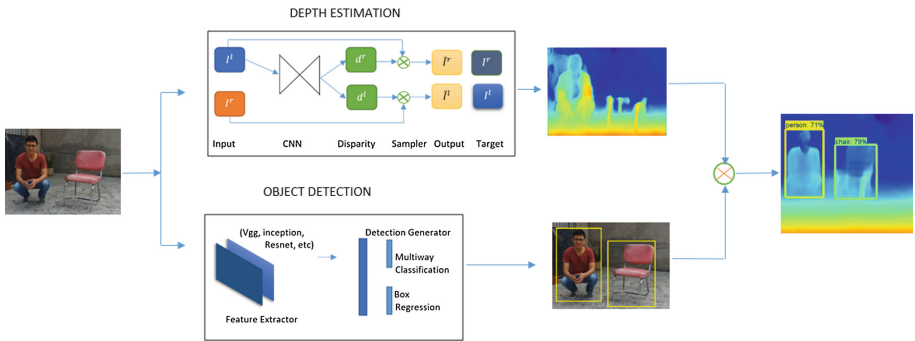 DEPTH ESTIMATION
I^l
d^r
Ĩ^r
I^r
I^r
d^l
Ĩ^l
I^l
Input
CNN
Disparity
Sampler
Output
Target
person: 71%
chair: 79%
OBJECT DETECTION
(Vgg, inception,
Resnet, etc)
Feature Extractor
Detection Generator
Multiway
Classification
Box
Regression